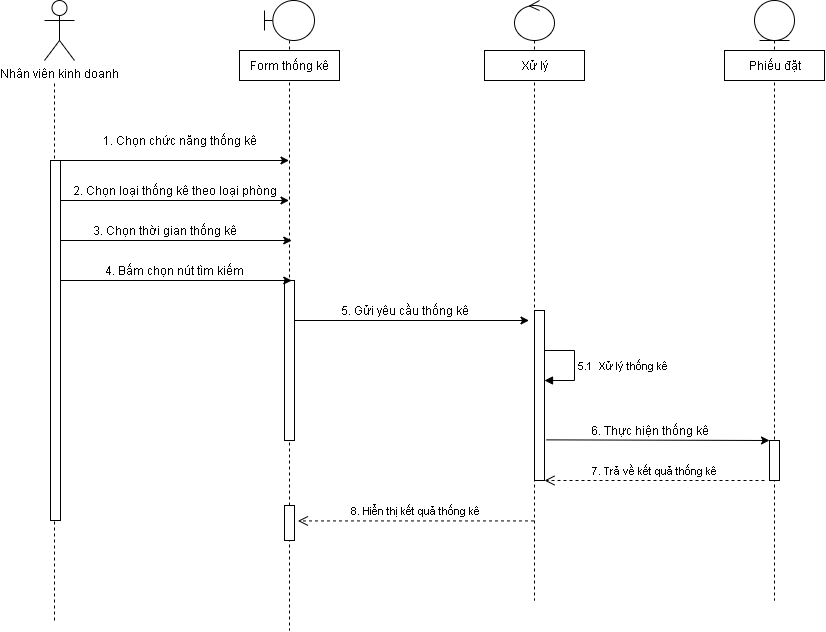 Nhân viên kinh doanh
Form thống kê
Xử lý
Phiếu đặt
1. Chọn chức năng thống kê
2. Chọn loại thống kê theo loại phòng
3. Chọn thời gian thống kê
4. Bấm chọn nút tìm kiếm
5. Gửi yêu cầu thống kê
5.1 Xử lý thống kê
6. Thực hiện thống kê
7. Trả về kết quả thống kê
8. Hiển thị kết quả thống kê